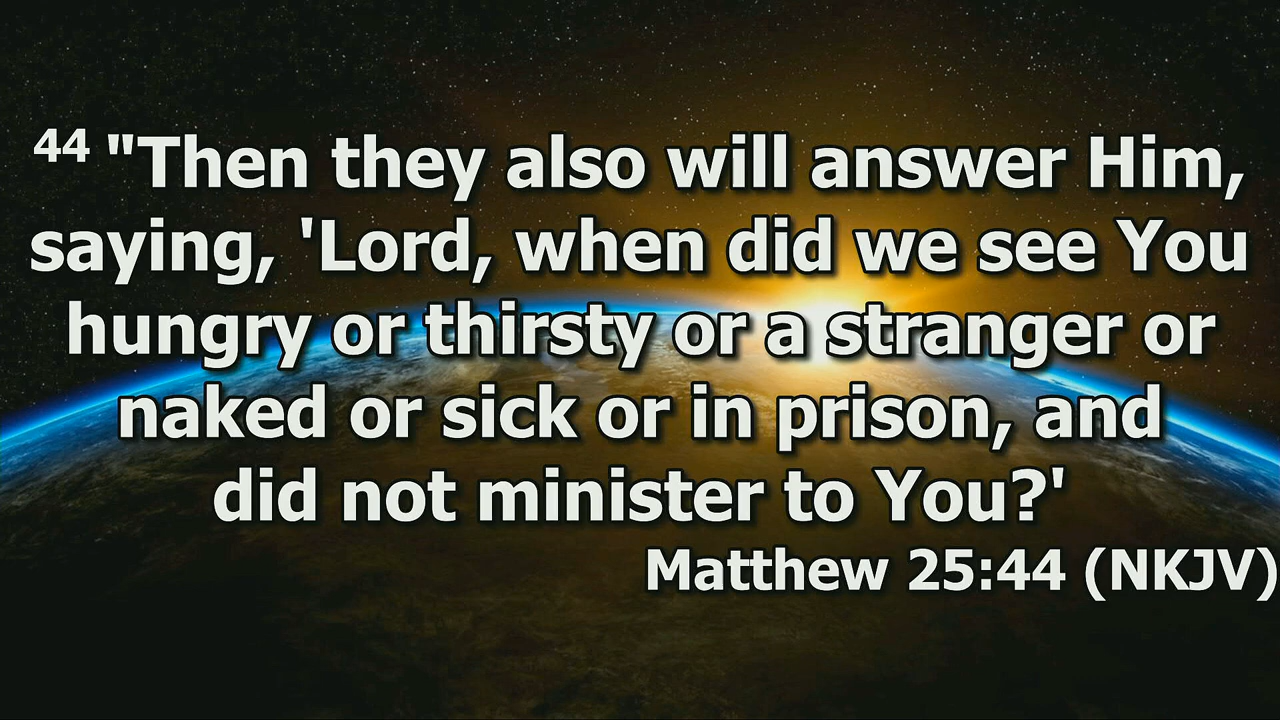 44 "Then they also will answer Him,
saying, 'Lord, when did we see You
hungry or thirsty or a stranger or
naked or sick or in prison, and
did not minister to You?'
Matthew 25:44 (NKJV)